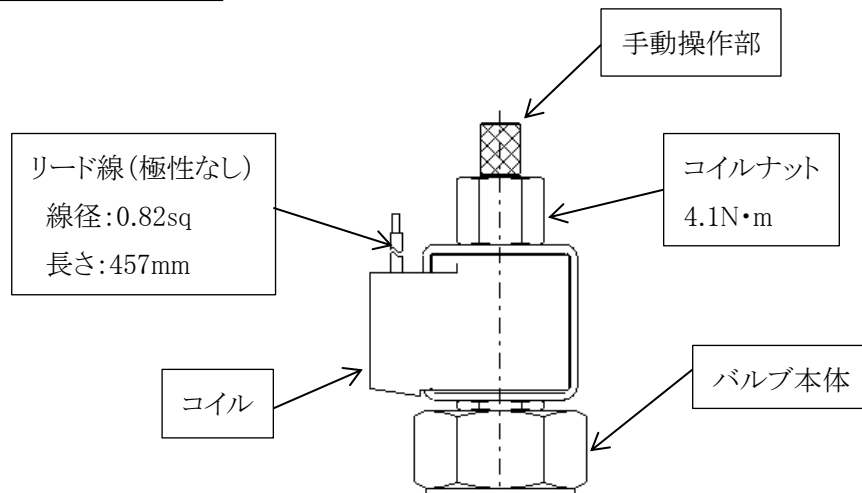 手動操作部
リード線(極性なし)
線径:0.82sq
長さ:457mm
コイルナット
4.1N・m
コイル
バルブ本体